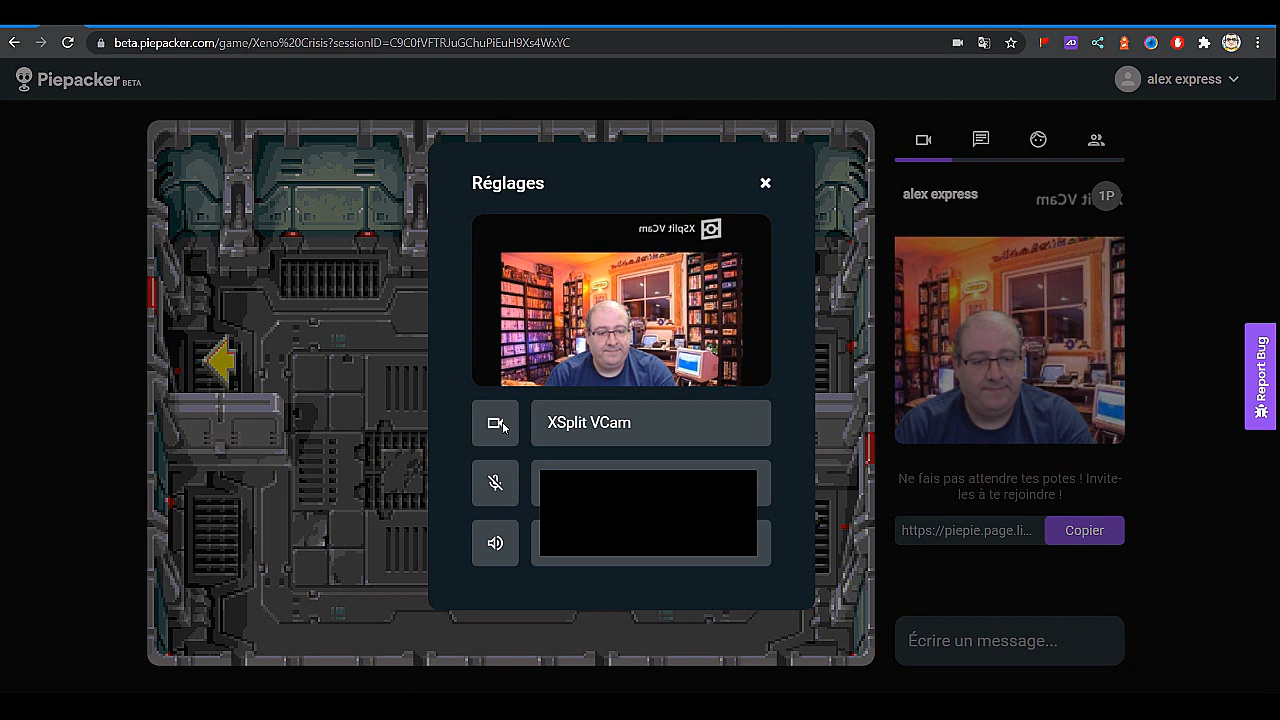 beta.piepacker.com/game/Xeno%20Crisis?sessionID=C9C0fVFTRJuGChuPiEuH9Xs4WxYC
Piepacker BETA
alex express
Réglages
XSplit VCam
alex express
XSplit VCam
1P
XSplit VCam
Report Bug
Ne fais pas attendre tes potes ! Invite-
les à te rejoindre !
https://piepie.page.li...
Copier
Écrire un message...